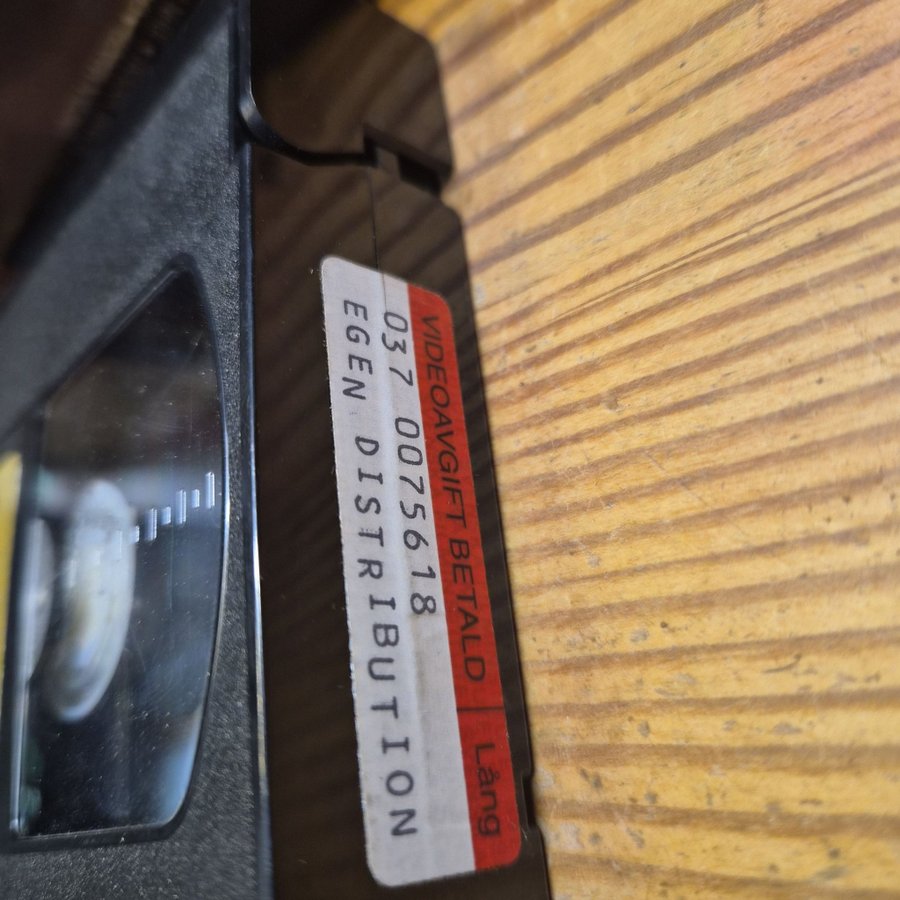 VIDEOAVGIFT BETALD | Lång
037 0075618
EGEN DISTRIBUTION